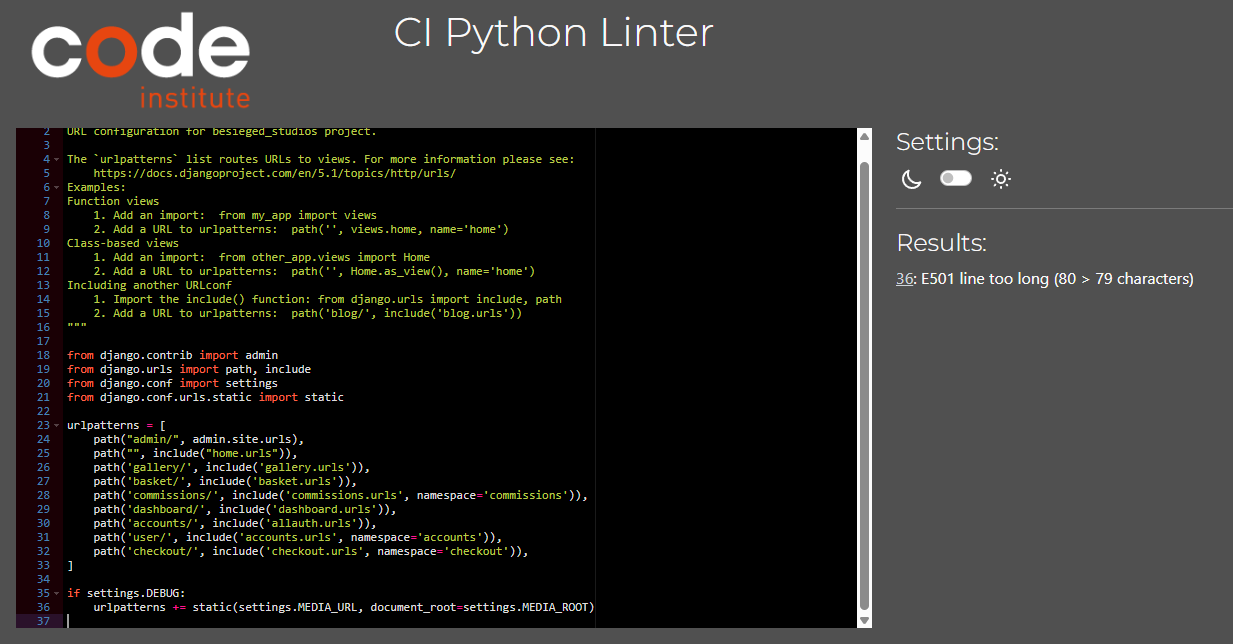 code
institute
CI Python Linter
2 URL configuration for besieged_studios project.
3
4 The `urlpatterns` list routes URLs to views. For more information please see:
5     https://docs.djangoproject.com/en/5.1/topics/http/urls/
6 Examples:
7 Function views
8     1. Add an import:  from my_app import views
9     2. Add a URL to urlpatterns:  path('', views.home, name='home')
10 Class-based views
11     1. Add an import:  from other_app.views import Home
12     2. Add a URL to urlpatterns:  path('', Home.as_view(), name='home')
13 Including another URLconf
14     1. Import the include() function: from django.urls import include, path
15     2. Add a URL to urlpatterns:  path('blog/', include('blog.urls'))
16 """
17
18 from django.contrib import admin
19 from django.urls import path, include
20 from django.conf import settings
21 from django.conf.urls.static import static
22
23 urlpatterns = [
24     path("admin/", admin.site.urls),
25     path("", include("home.urls")),
26     path('gallery/', include('gallery.urls')),
27     path('basket/', include('basket.urls')),
28     path('commissions/', include('commissions.urls', namespace='commissions')),
29     path('dashboard/', include('dashboard.urls')),
30     path('accounts/', include('allauth.urls')),
31     path('user/', include('accounts.urls', namespace='accounts')),
32     path('checkout/', include('checkout.urls', namespace='checkout')),
33 ]
34
35 if settings.DEBUG:
36     urlpatterns += static(settings.MEDIA_URL, document_root=settings.MEDIA_ROOT)
37
Settings:
Results:
36: E501 line too long (80 > 79 characters)